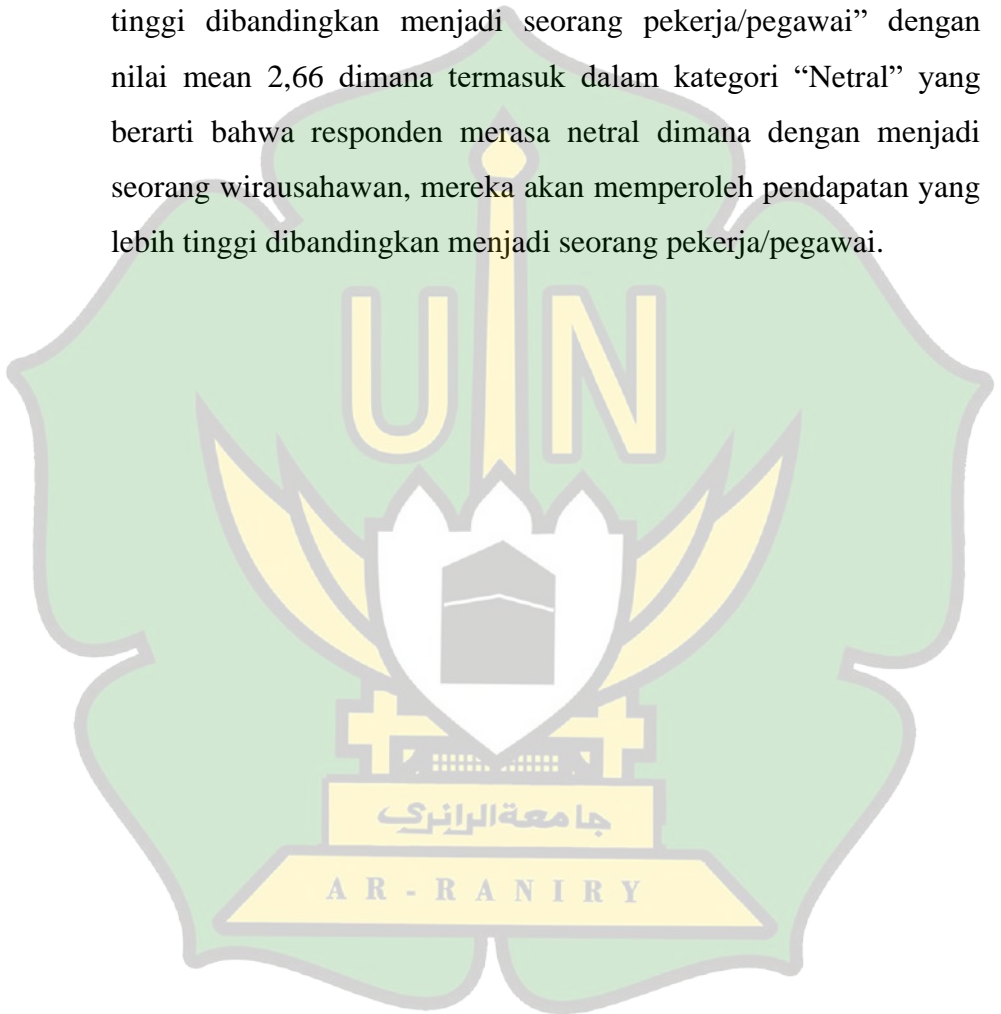 tinggi dibandingkan menjadi seorang pekerja/pegawai” dengan
nilai mean 2,66 dimana termasuk dalam kategori “Netral” yang
berarti bahwa responden merasa netral dimana dengan menjadi
seorang wirausahawan, mereka akan memperoleh pendapatan yang
lebih tinggi dibandingkan menjadi seorang pekerja/pegawai.
UIN
جامعة الرانري
AR-RANIRY